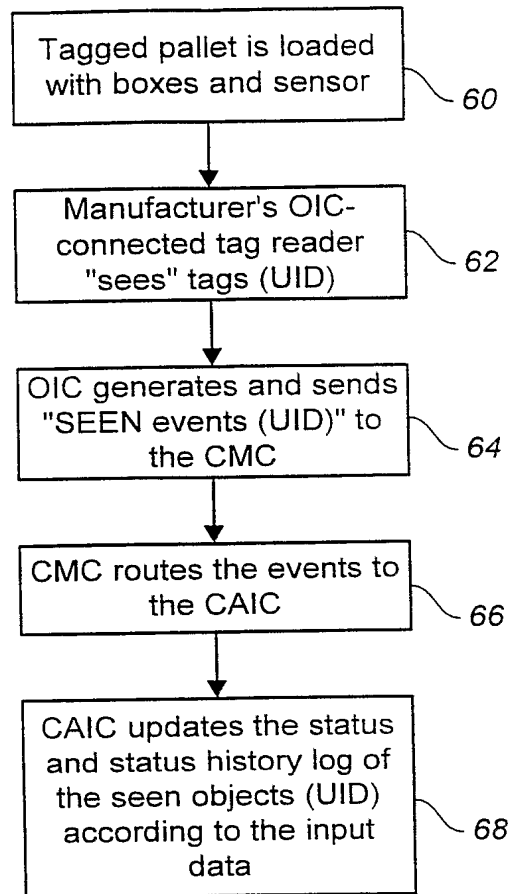 Tagged pallet is loaded
with boxes and sensor
60
Manufacturer's OIC-
connected tag reader
"sees" tags (UID)
62
OIC generates and sends
"SEEN events (UID)" to
the CMC
64
CMC routes the events to
the CAIC
66
CAIC updates the status
and status history log of
the seen objects (UID)
according to the input
data
68